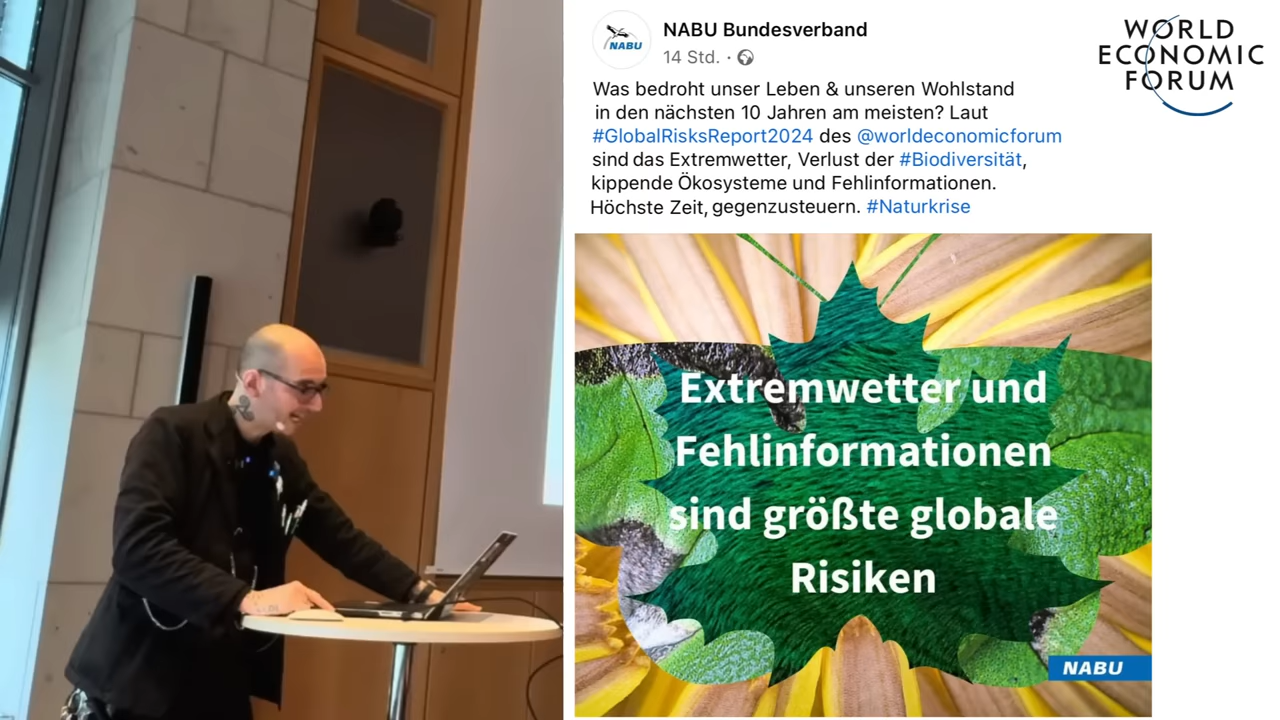 NABU
NABU Bundesverband
14 Std. ·
Was bedroht unser Leben & unseren Wohlstand
in den nächsten 10 Jahren am meisten? Laut
#GlobalRisksReport2024 des @worldeconomicforum
sind das Extremwetter, Verlust der #Biodiversität,
kippende Ökosysteme und Fehlinformationen.
Höchste Zeit, gegenzusteuern. #Naturkrise
WORLD
ECONOMIC
FORUM
Extremwetter und
Fehlinformationen
sind größte globale
Risiken
NABU